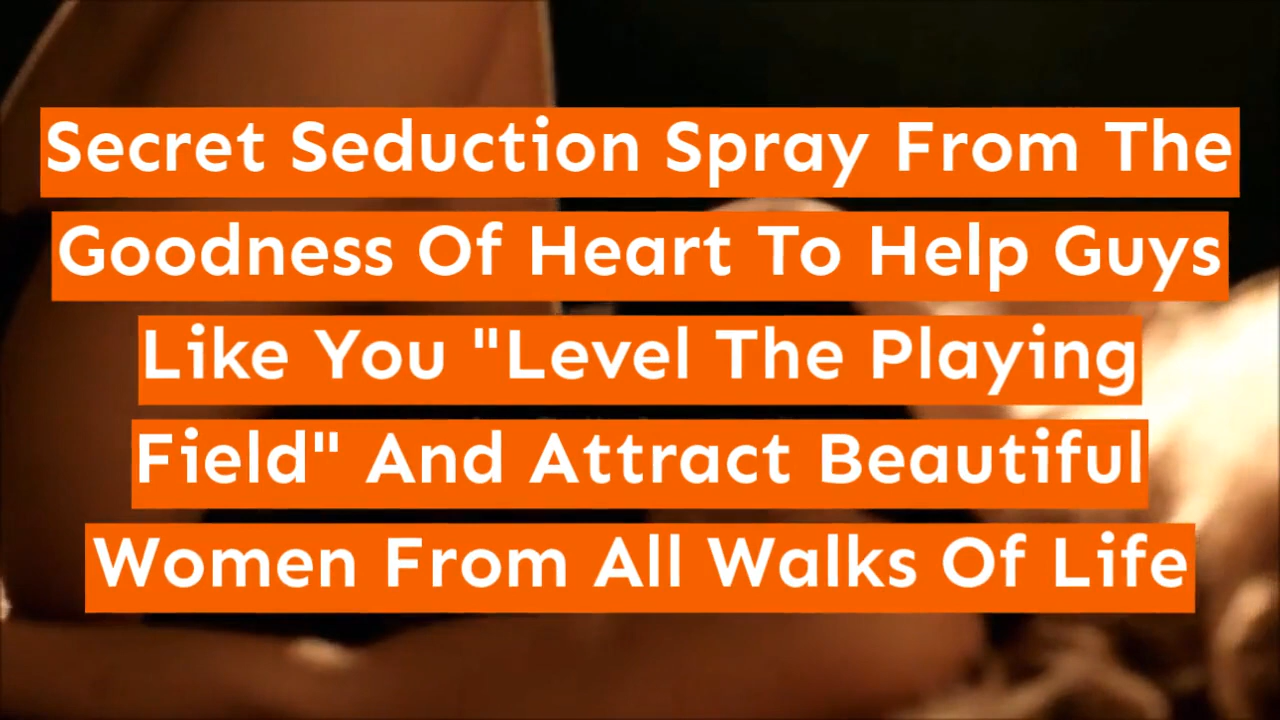 Secret Seduction Spray From The
Goodness Of Heart To Help Guys
Like You "Level The Playing
Field" And Attract Beautiful
Women From All Walks Of Life